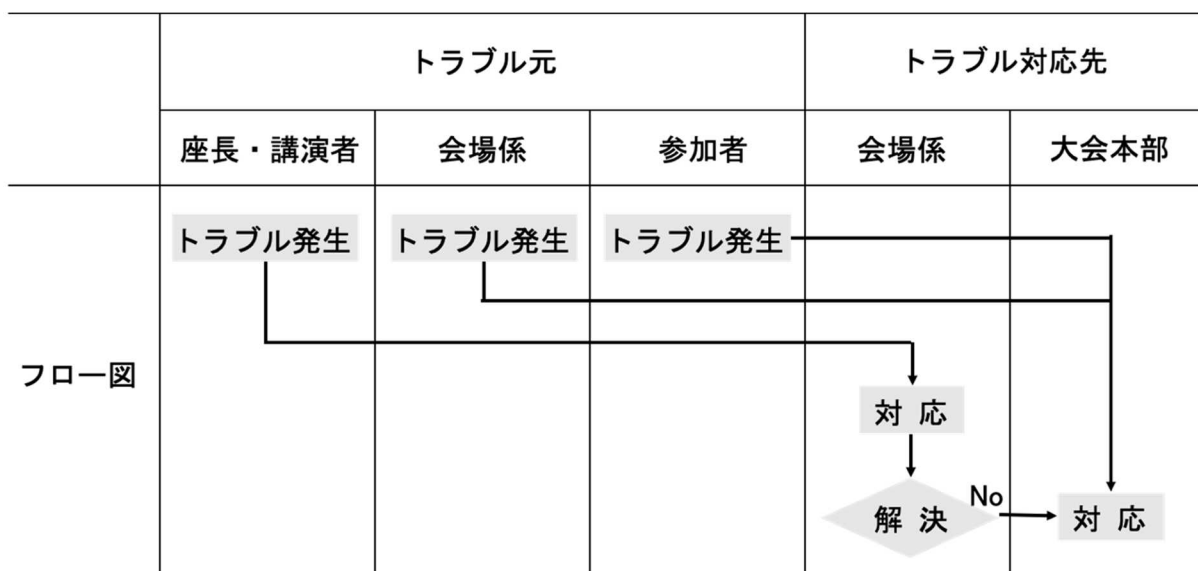 トラブル元
トラブル対応先
座長・講演者
会場係
参加者
会場係
大会本部
フロー図
トラブル発生
トラブル発生
トラブル発生
対 応
解 決
No
対 応